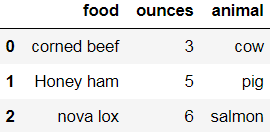 food ounces animal
0 corned beef 3 cow
1 Honey ham 5 pig
2 nova lox 6 salmon